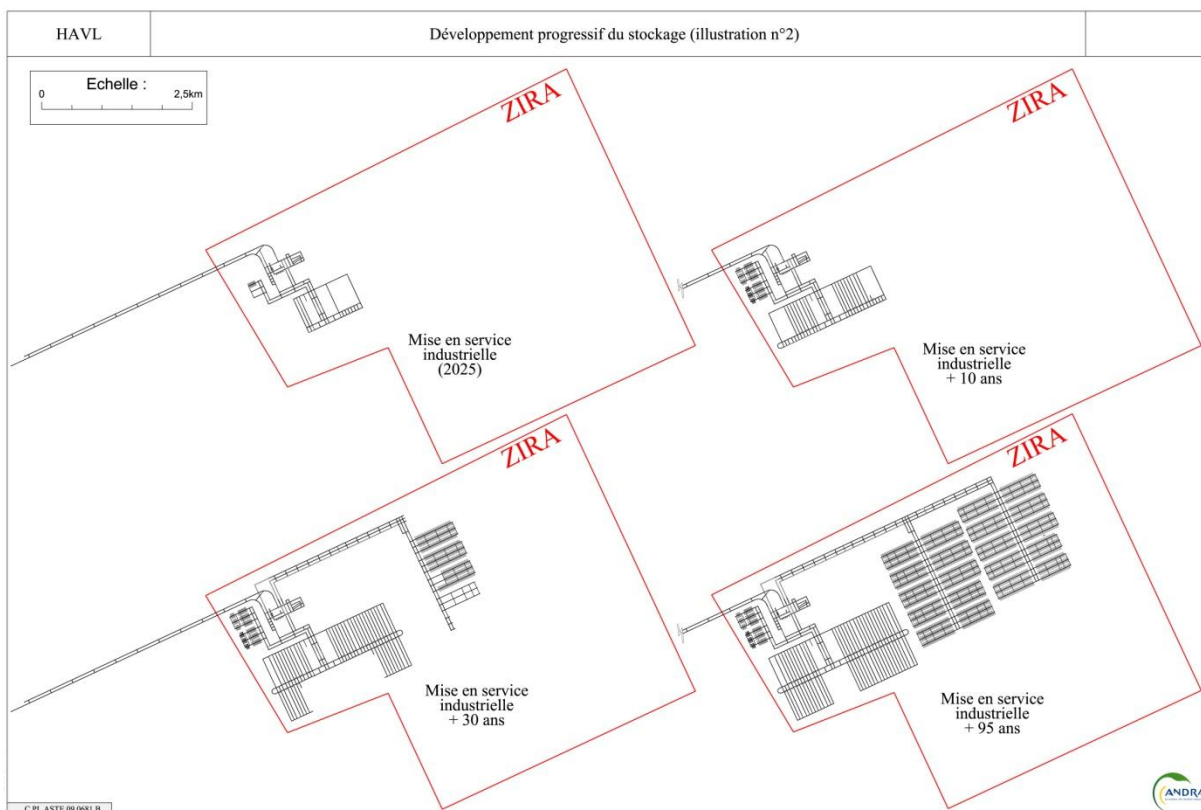 HAVL
Développement progressif du stockage (illustration n°2)
Echelle :
0 2,5km
ZIRA
Mise en service
industrielle
(2025)
ZIRA
Mise en service
industrielle
+ 10 ans
ZIRA
Mise en service
industrielle
+ 30 ans
ZIRA
Mise en service
industrielle
+ 95 ans
ANDRA